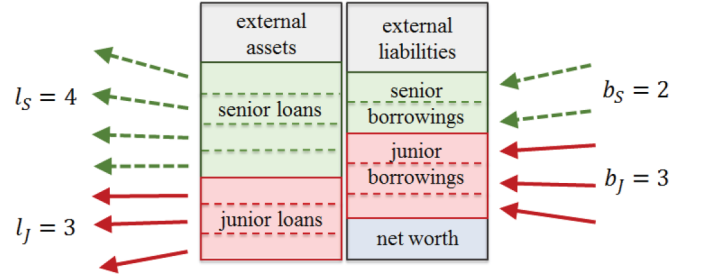 external
assets
external
liabilities
senior
borrowings
senior loans
junior
borrowings
junior loans
net worth
l_S = 4
b_S = 2
l_J = 3
b_J = 3